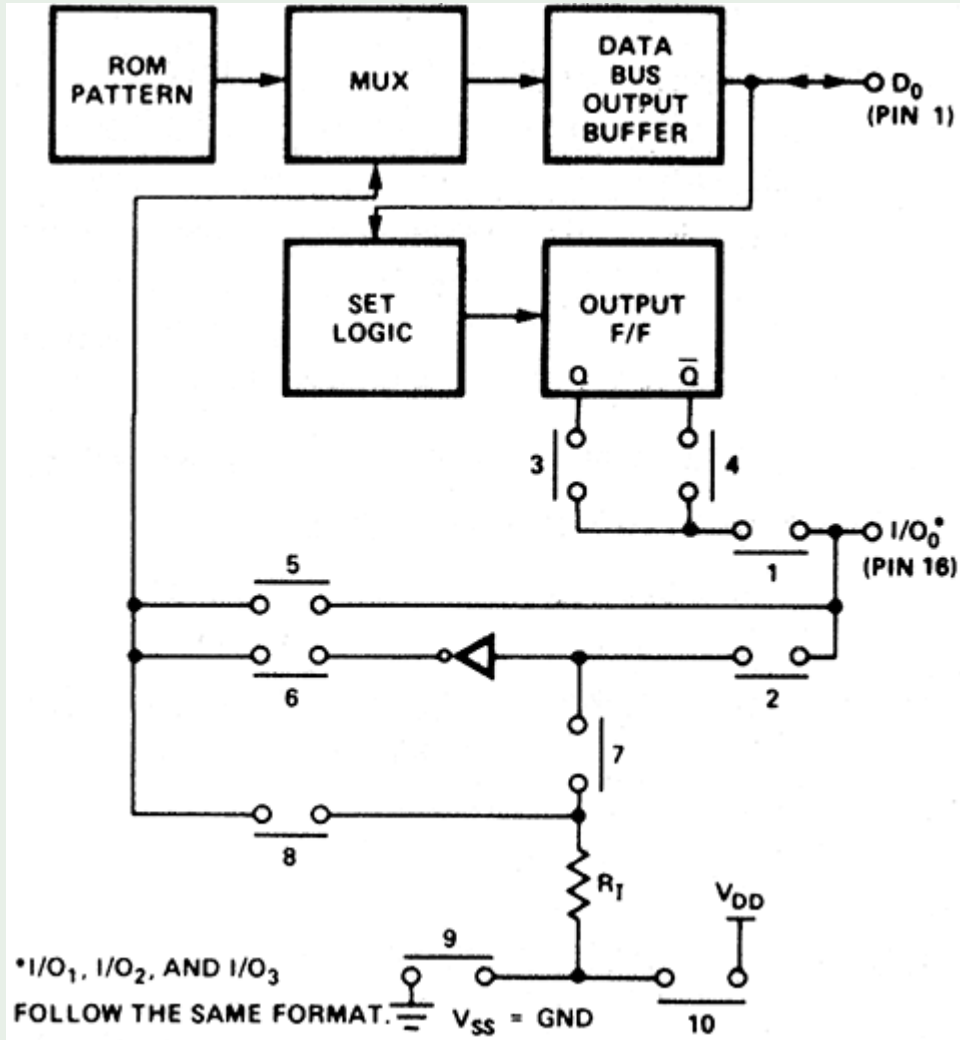 ROM
PATTERN
MUX
DATA
BUS
OUTPUT
BUFFER
D0
(PIN 1)
SET
LOGIC
OUTPUT
F/F
Q
Q̅
3
4
1
I/O0*
(PIN 16)
5
6
2
7
8
RI
VDD
9
10
*I/O1, I/O2, AND I/O3
FOLLOW THE SAME FORMAT.
VSS = GND